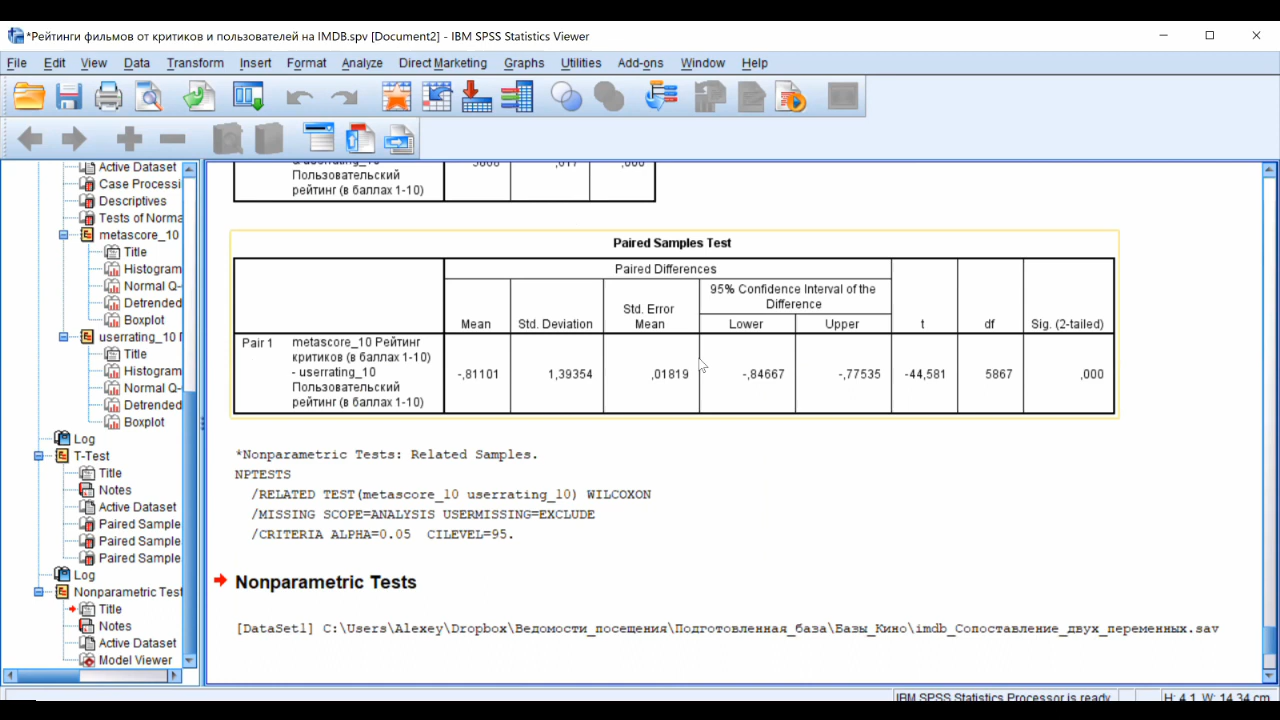 *Рейтинги фильмов от критиков и пользователей на IMDB.spv [Document2] - IBM SPSS Statistics Viewer
File Edit View Data Transform Insert Format Analyze Direct Marketing Graphs Utilities Add-ons Window Help
Active Dataset
Case Processi
Descriptives
Tests of Norma
metascore_10
Title
Histogram
Normal Q-
Detrended
Boxplot
userrating_10
Title
Histogram
Normal Q-
Detrended
Boxplot
Log
T-Test
Title
Notes
Active Dataset
Paired Sample
Paired Sample
Paired Sample
Log
Nonparametric Test
Title
Notes
Active Dataset
Model Viewer
Пользовательский
рейтинг (в баллах 1-10)
Paired Samples Test
Paired Differences
95% Confidence Interval of the
Difference
Mean Std. Deviation Std. Error
Mean Lower Upper t df Sig. (2-tailed)
Pair 1 metascore_10 Рейтинг
критиков (в баллах 1-10)
- userrating_10
Пользовательский
рейтинг (в баллах 1-10)
-,81101 1,39354 ,01819 -,84667 -,77535 -44,581 5867 ,000
*Nonparametric Tests: Related Samples.
NPTESTS
/RELATED TEST(metascore_10 userrating_10) WILCOXON
/MISSING SCOPE=ANALYSIS USERMISSING=EXCLUDE
/CRITERIA ALPHA=0.05 CILEVEL=95.
Nonparametric Tests
[DataSet1] C:\Users\Alexey\Dropbox\Ведомости_посещения\Подготовленная_база\Базы_Кино\imdb_Сопоставление_двух_переменных.sav
IBM SPSS Statistics Processor is ready
H: 4.1, W: 14.34 cm